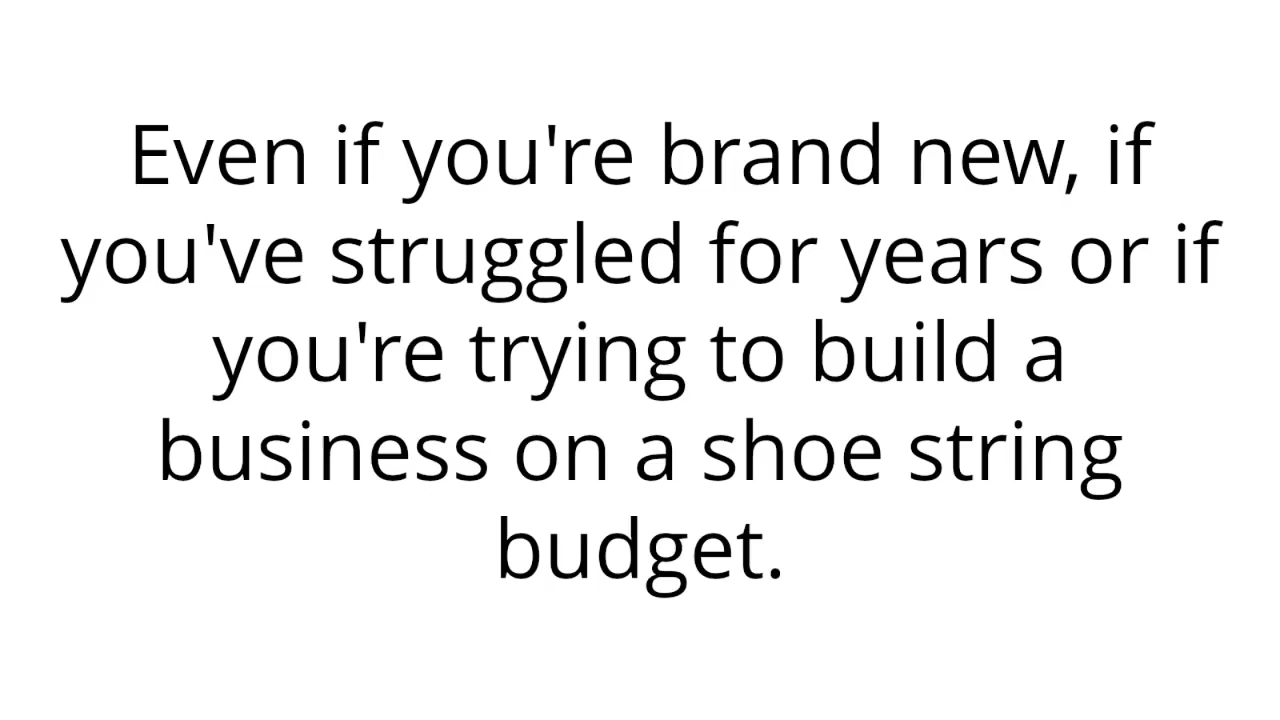 Even if you're brand new, if
you've struggled for years or if
you're trying to build a
business on a shoe string
budget.